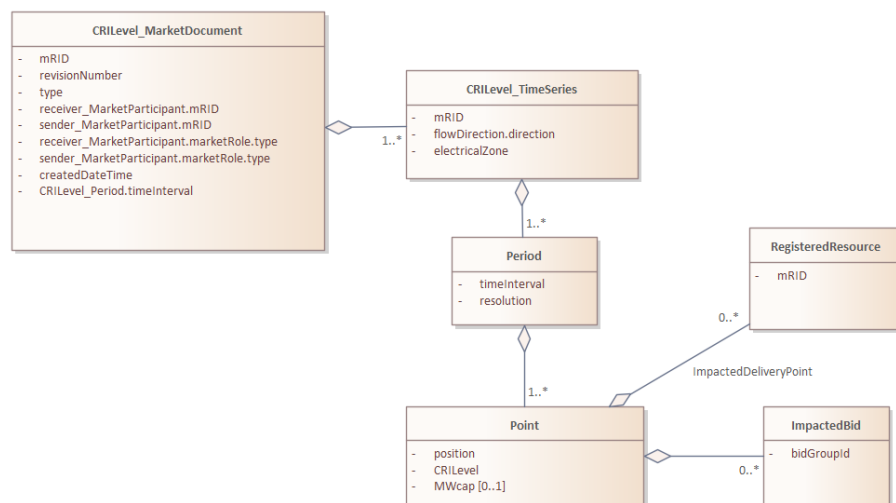 CRILevel_MarketDocument
- mRID
- revisionNumber
- type
- receiver_MarketParticipant.mRID
- sender_MarketParticipant.mRID
- receiver_MarketParticipant.marketRole.type
- sender_MarketParticipant.marketRole.type
- createdDateTime
- CRILevel_Period.timeInterval
1..*
CRILevel_TimeSeries
- mRID
- flowDirection.direction
- electricalZone
1..*
Period
- timeInterval
- resolution
1..*
RegisteredResource
- mRID
0..*
ImpactedDeliveryPoint
Point
- position
- CRILevel
- MWcap [0..1]
0..*
ImpactedBid
- bidGroupId